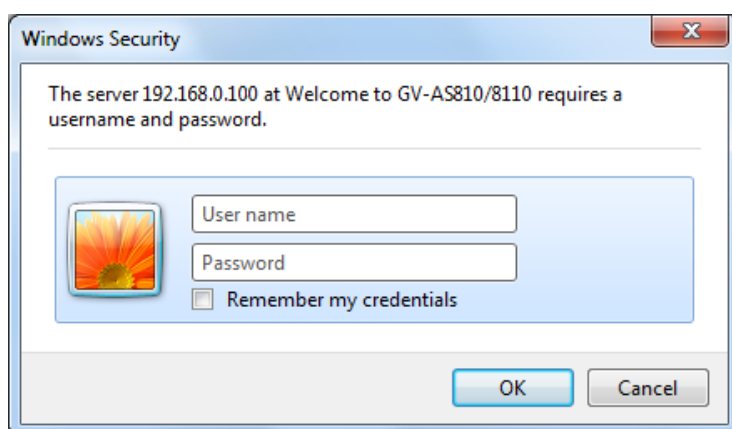 Windows Security
The server 192.168.0.100 at Welcome to GV-AS810/8110 requires a
username and password.
User name
Password
Remember my credentials
OK
Cancel